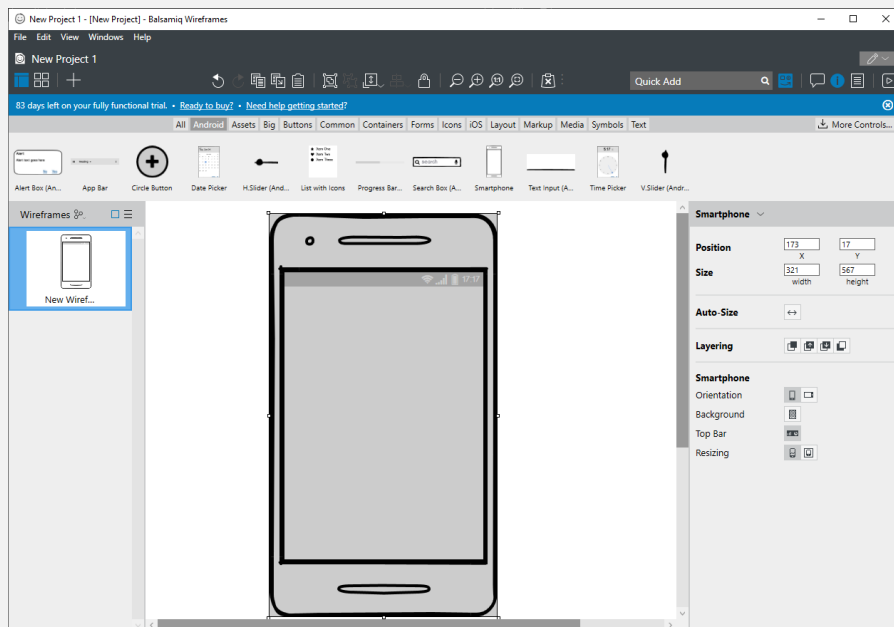 New Project 1 - [New Project] - Balsamiq Wireframes
File Edit View Windows Help
New Project 1
Quick Add
83 days left on your fully functional trial. • Ready to buy? • Need help getting started?
All Android Assets Big Buttons Common Containers Forms Icons iOS Layout Markup Media Symbols Text More Controls...
Search
Alert Box (An... App Bar Circle Button Date Picker H.Slider (And... List with Icons Progress Bar... Search Box (A... Smartphone Text Input (A... Time Picker V.Slider (Andr...
Wireframes
New Wiref...
17:17
Smartphone
Position 173 17
X Y
Size 321 567
width height
Auto-Size
Layering
Smartphone
Orientation
Background
Top Bar
Resizing